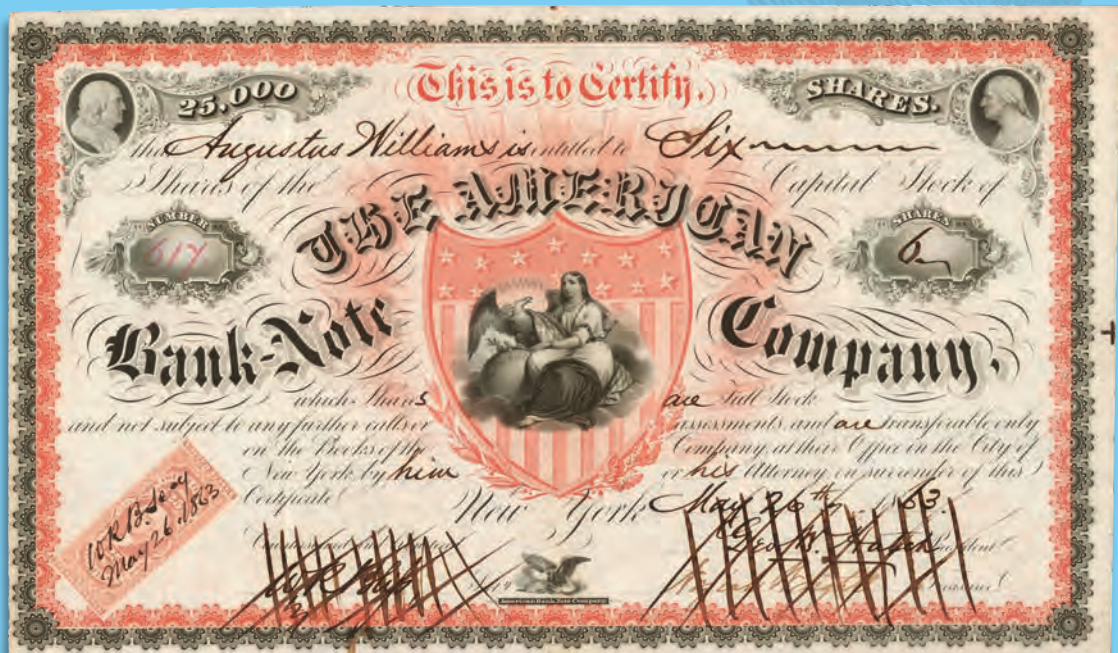 This is to Certify,
25,000 SHARES.
that Augustus Williams is entitled to Six
Shares of the Capital Stock of
NUMBER SHARES
617 6
THE AMERICAN
Bank-Note Company,
which Shares are Full Stock
and not subject to any further calls or assessments, and are transferable only
on the Books of the Company, at their Office in the City of
New York by him or his Attorney on surrender of this
Certificate
New York May 26th 1863.
May 26. 1863
President
Treasurer
American Bank Note Company